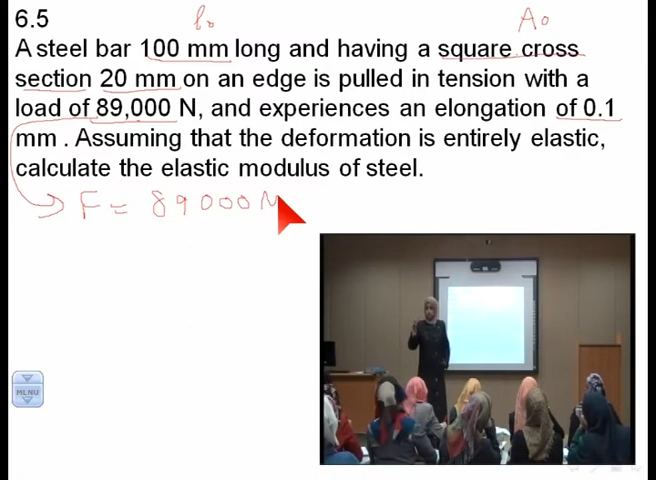 6.5
l₀ A₀
A steel bar 100 mm long and having a square cross
section 20 mm on an edge is pulled in tension with a
load of 89,000 N, and experiences an elongation of 0.1
mm . Assuming that the deformation is entirely elastic,
calculate the elastic modulus of steel.
F = 89000N
MENU